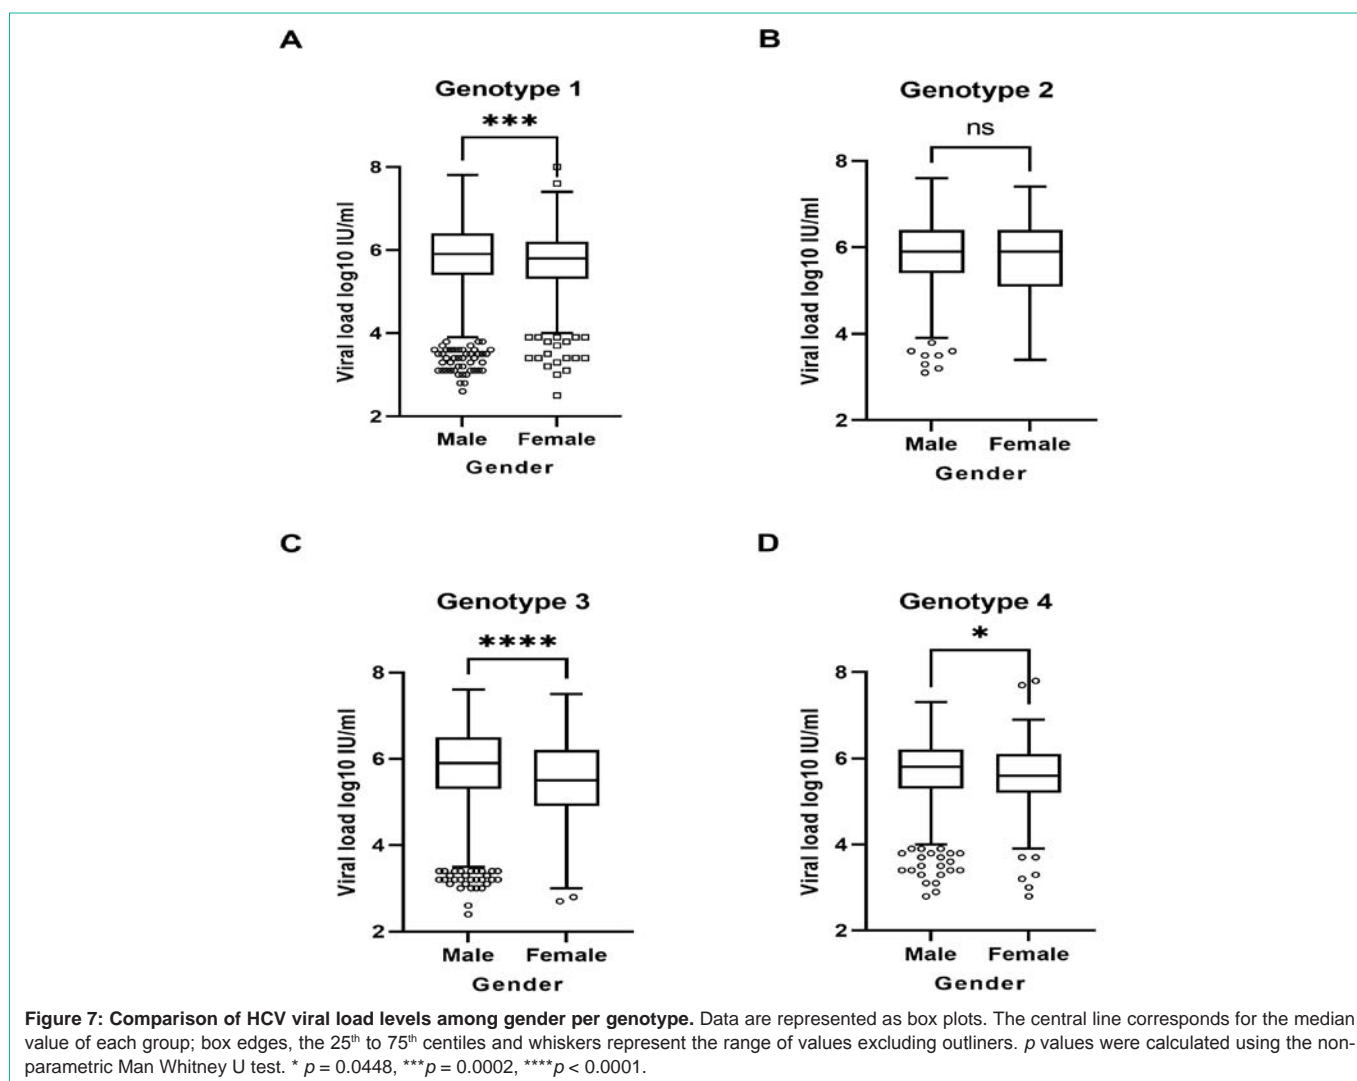 A
Genotype 1
***
Viral load log10 IU/ml
8
6
4
2
Male Female
Gender
B
Genotype 2
ns
Viral load log10 IU/ml
8
6
4
2
Male Female
Gender
C
Genotype 3
****
Viral load log10 IU/ml
8
6
4
2
Male Female
Gender
D
Genotype 4
*
Viral load log10 IU/ml
8
6
4
2
Male Female
Gender
Figure 7: Comparison of HCV viral load levels among gender per genotype. Data are represented as box plots. The central line corresponds for the median
value of each group; box edges, the 25th to 75th centiles and whiskers represent the range of values excluding outliners. p values were calculated using the non-
parametric Man Whitney U test. * p = 0.0448, ***p = 0.0002, ****p < 0.0001.